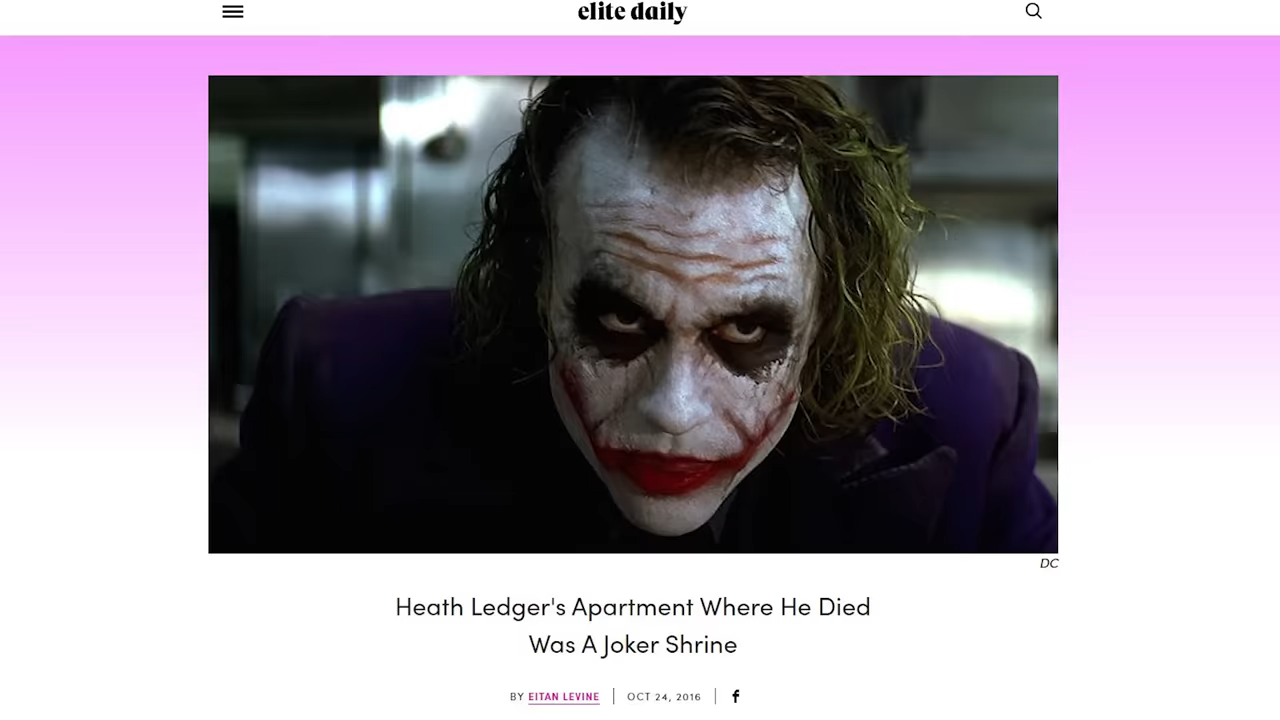 elite daily
DC
Heath Ledger's Apartment Where He Died
Was A Joker Shrine
BY EITAN LEVINE
OCT 24, 2016